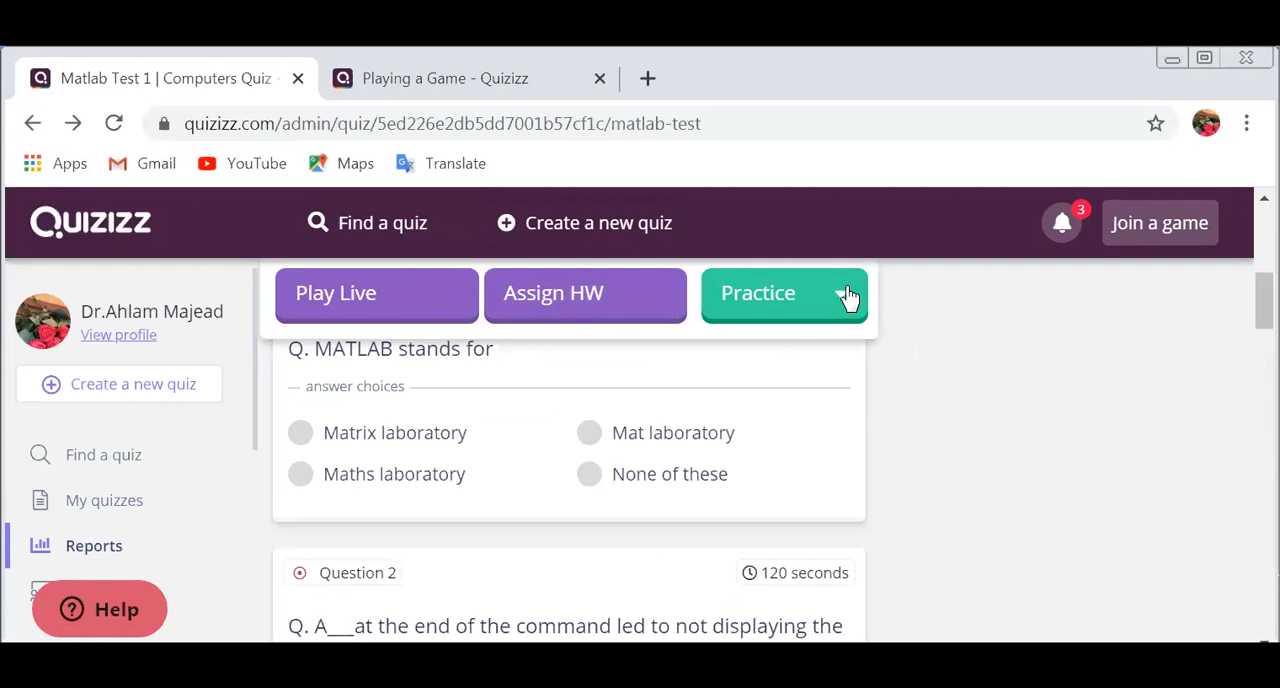 Matlab Test 1 | Computers Quiz
Playing a Game - Quizizz
quizizz.com/admin/quiz/5ed226e2db5dd7001b57cf1c/matlab-test
Apps Gmail YouTube Maps Translate
Quizizz Find a quiz Create a new quiz 3 Join a game
Dr.Ahlam Majead
View profile
Create a new quiz
Find a quiz
My quizzes
Reports
Help
Play Live Assign HW Practice
Q. MATLAB stands for
answer choices
Matrix laboratory Mat laboratory
Maths laboratory None of these
Question 2 120 seconds
Q. A___at the end of the command led to not displaying the